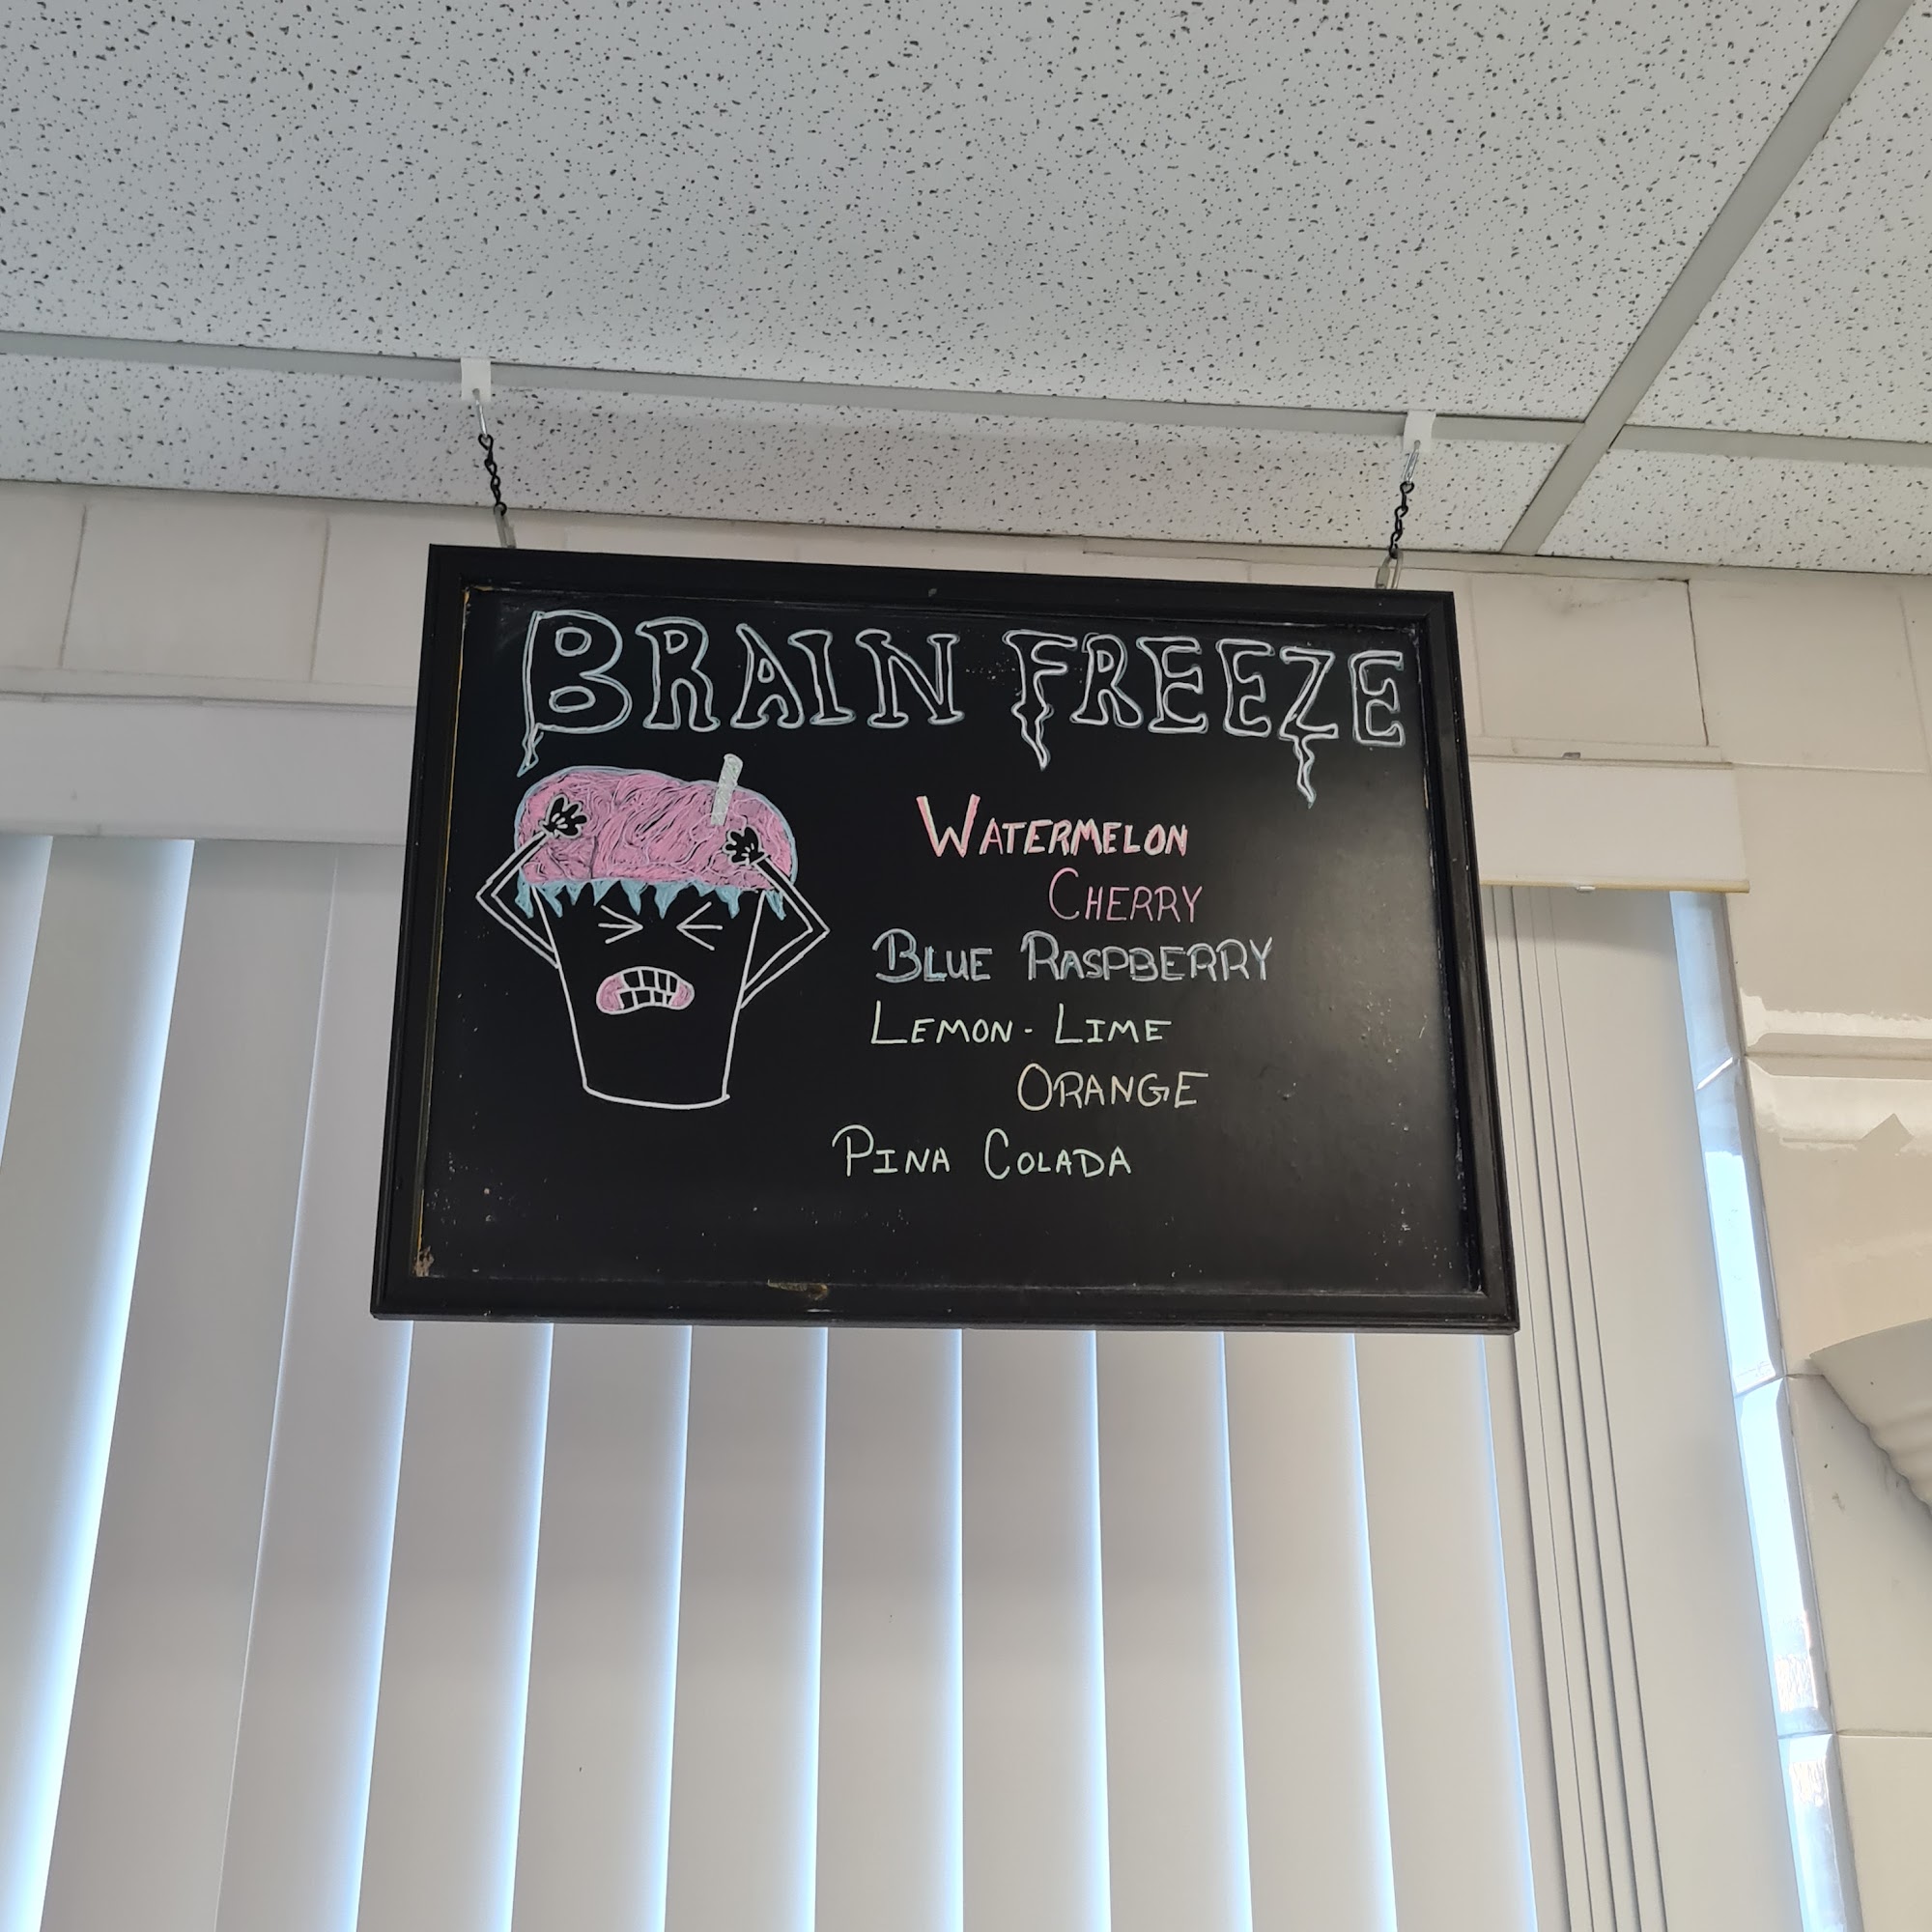 BRAIN FREEZE
WATERMELON
CHERRY
BLUE RASPBERRY
LEMON-LIME
ORANGE
PINA COLADA